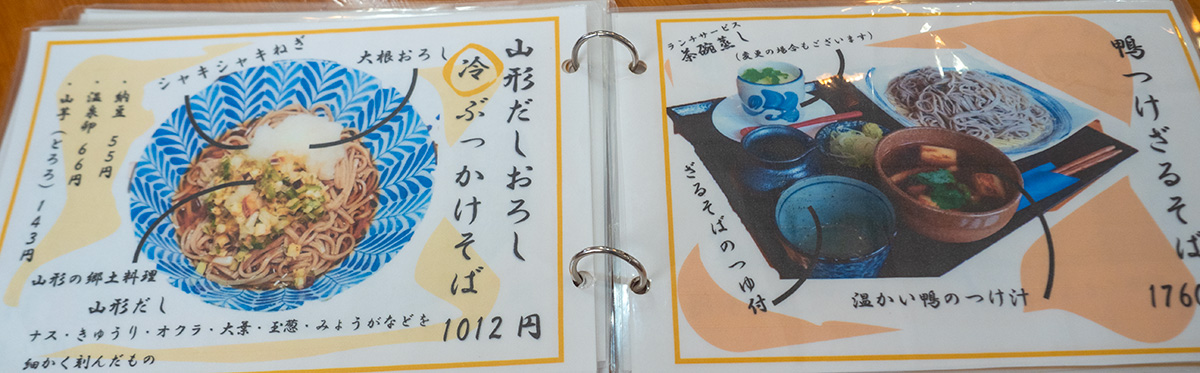 山形だしおろし
冷 ぶっかけそば
1012円
大根おろし
シャキシャキねぎ
・納豆 55円
・温泉卵 66円
・山芋(とろろ)143円
山形の郷土料理
山形だし
ナス・きゅうり・オクラ・大葉・玉葱・みょうがなどを
細かく刻んだもの
鴨つけざるそば
1760
ランチサービス
茶碗蒸し
(変更の場合もございます)
ざるそばのつゆ付
温かい鴨のつけ汁